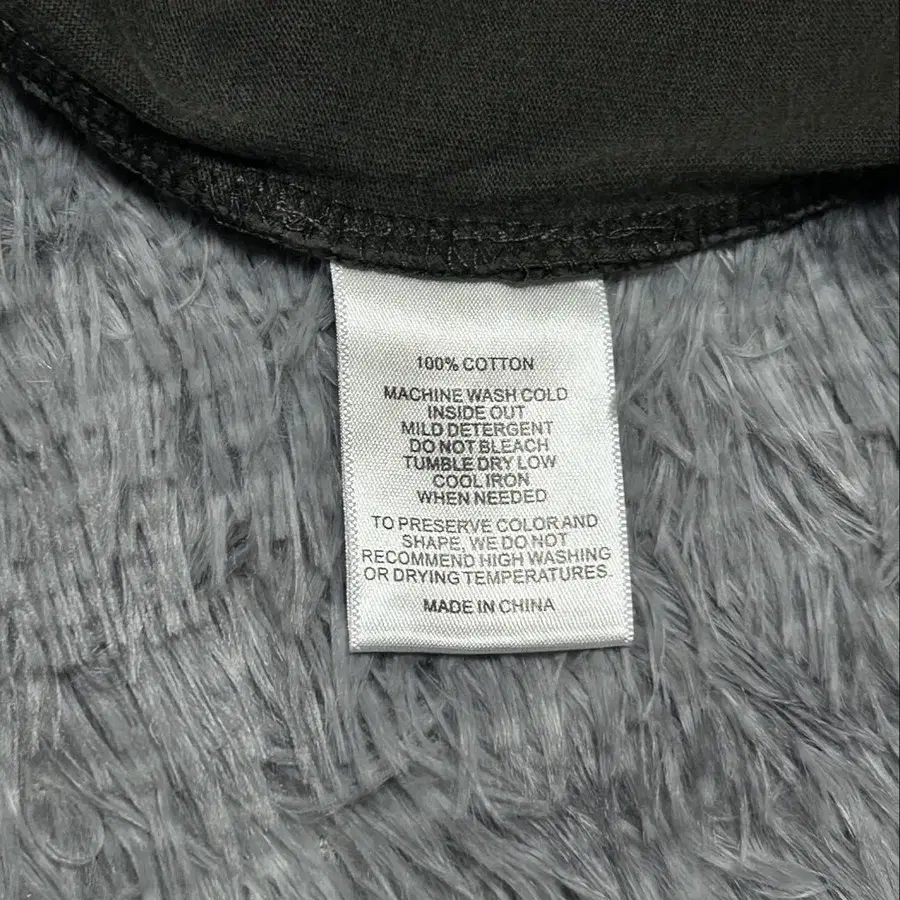 100% COTTON
MACHINE WASH COLD
INSIDE OUT
MILD DETERGENT
DO NOT BLEACH
TUMBLE DRY LOW
COOL IRON
WHEN NEEDED
TO PRESERVE COLOR AND
SHAPE, WE DO NOT
RECOMMEND HIGH WASHING
OR DRYING TEMPERATURES.
MADE IN CHINA